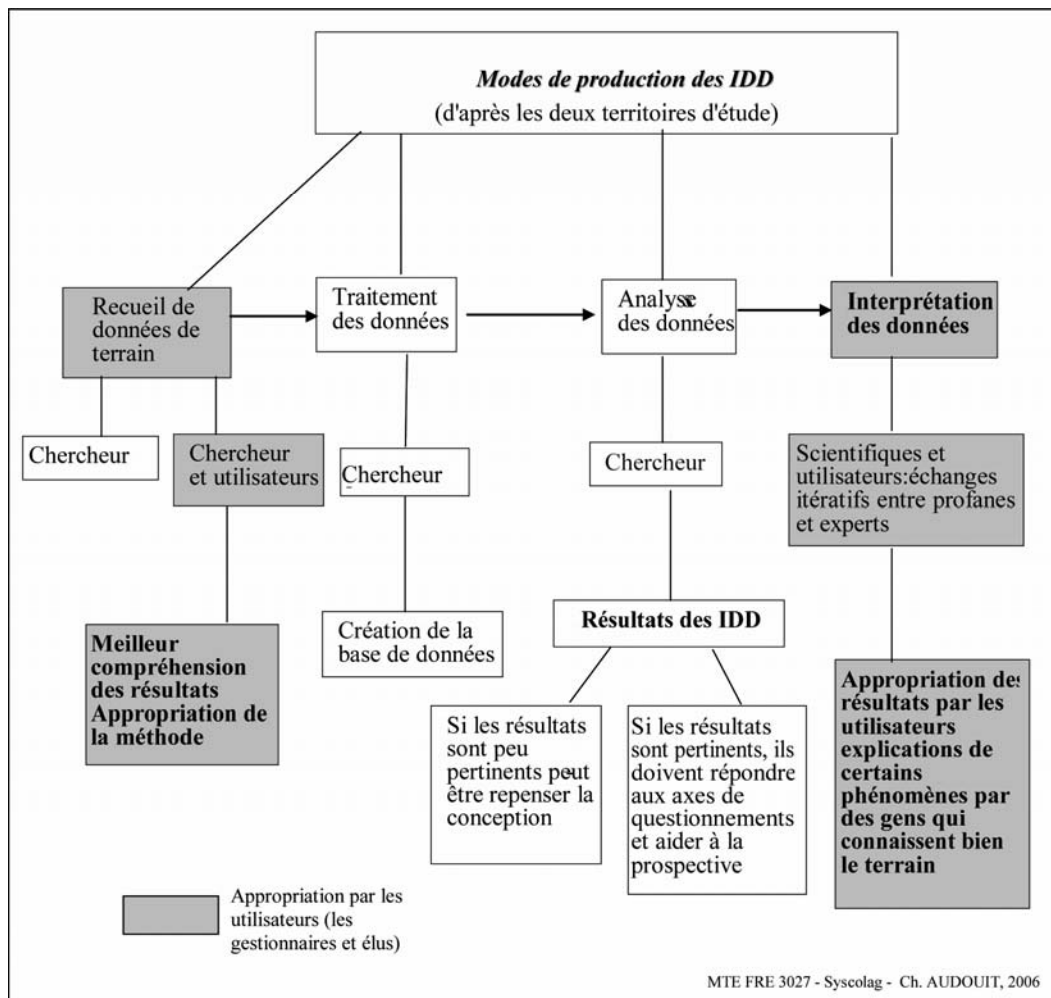 Modes de production des IDD
(d'après les deux territoires d'étude)
Recueil de
données de
terrain
Traitement
des données
Analyse
des données
Interprétation
des données
Chercheur
Chercheur
et utilisateurs
Chercheur
Chercheur
Scientifiques et
utilisateurs:échanges
itératifs entre profanes
et experts
Meilleur
compréhension
des résultats
Appropriation de
la méthode
Création de la
base de données
Résultats des IDD
Si les résultats
sont peu
pertinents peut-
être repenser la
conception
Si les résultats
sont pertinents, ils
doivent répondre
aux axes de
questionnements
et aider à la
prospective
Appropriation des
résultats par les
utilisateurs
explications de
certains
phénomènes par
des gens qui
connaissent bien
le terrain
Appropriation par les
utilisateurs (les
gestionnaires et élus)
MTE FRE 3027 - Syscolag - Ch. AUDOUIT, 2006